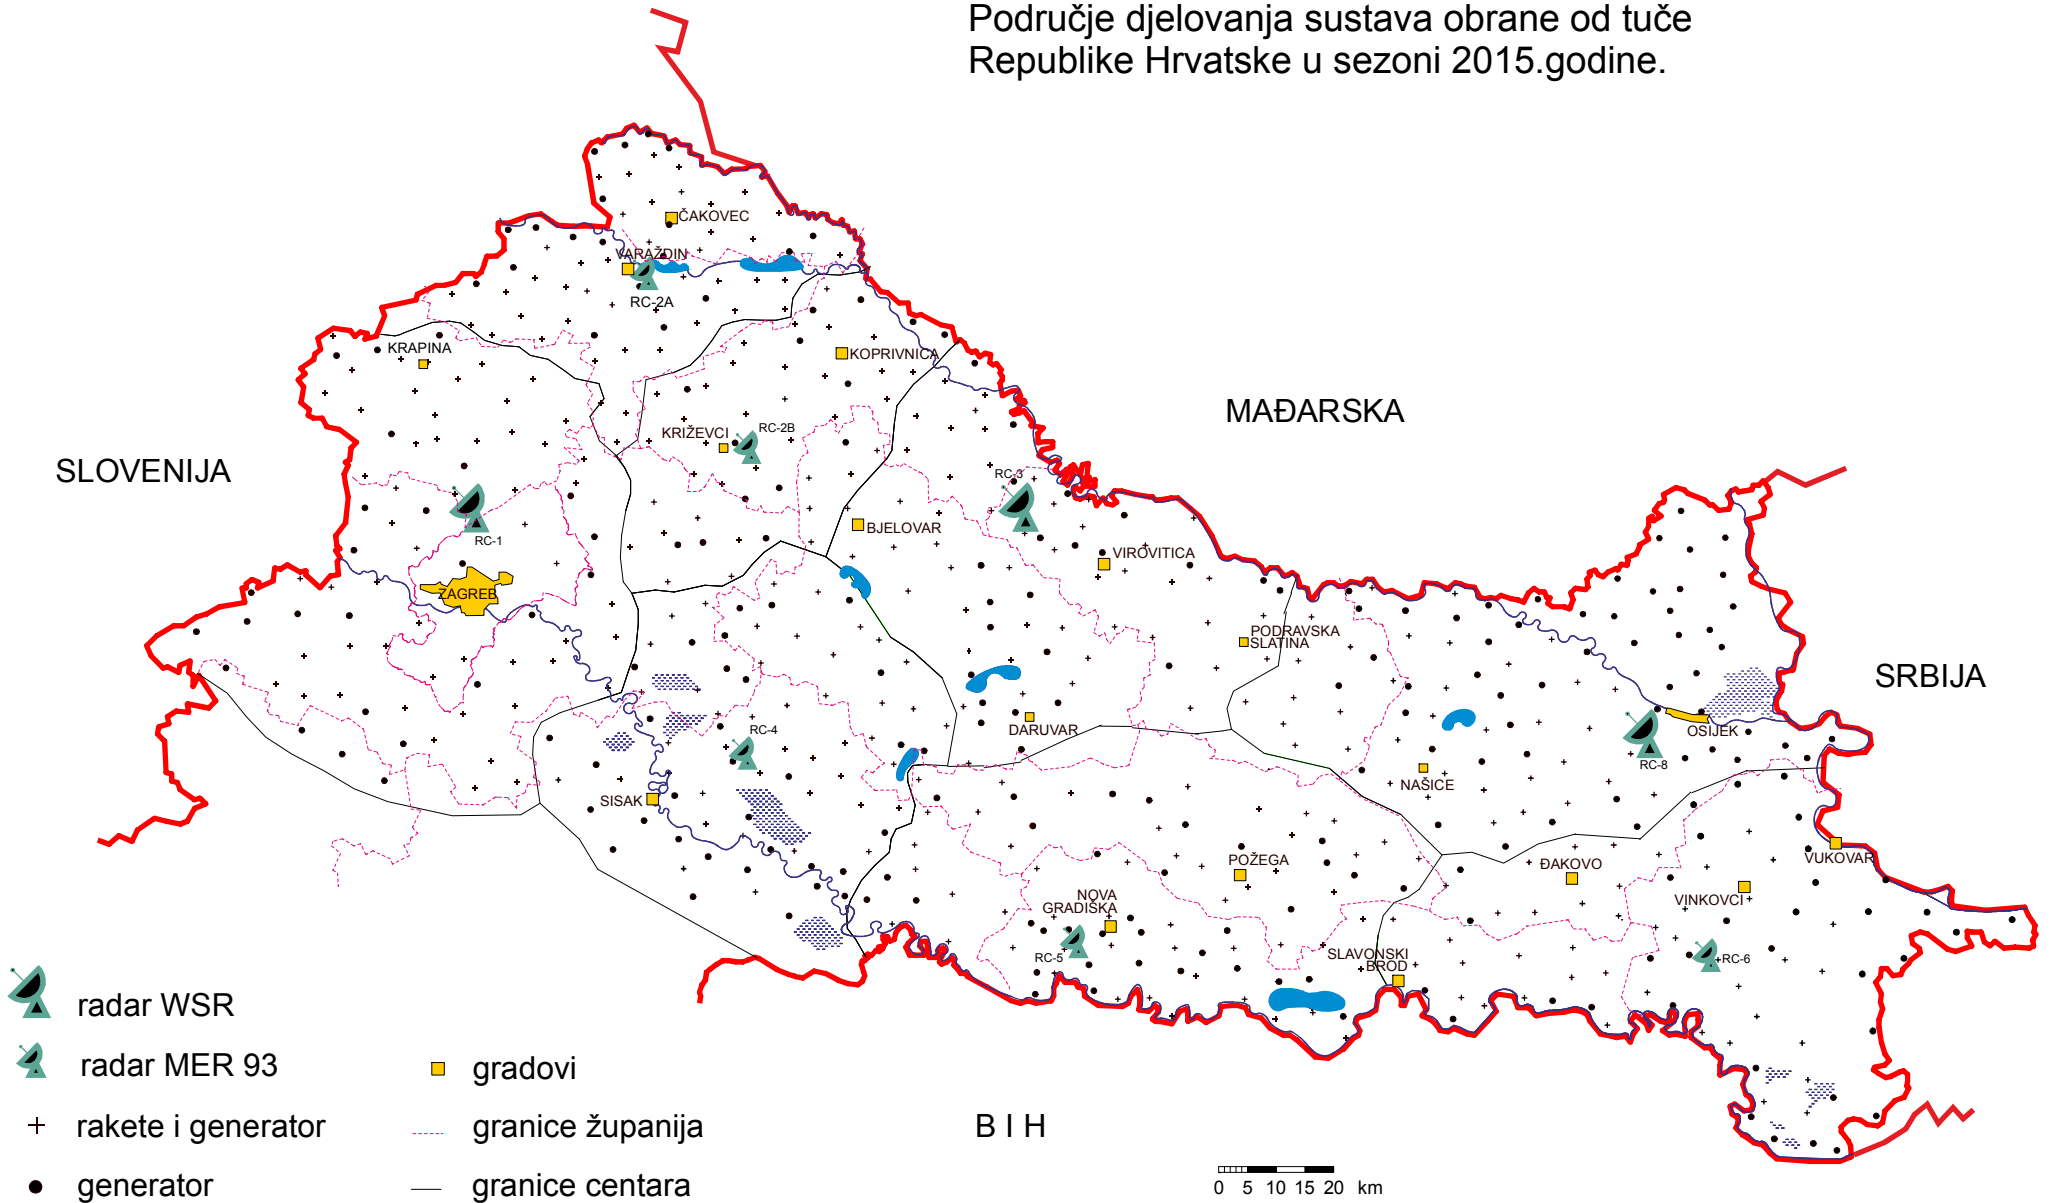 Područje djelovanja sustava obrane od tuče
Republike Hrvatske u sezoni 2015.godine.
ČAKOVEC
VARAŽDIN
RC-2A
KRAPINA
KOPRIVNICA
MAĐARSKA
KRIŽEVCI
RC-2B
SLOVENIJA
RC-3
BJELOVAR
RC-1
VIROVITICA
ZAGREB
PODRAVSKA
SLATINA
SRBIJA
RC-4
DARUVAR
OSIJEK
RC-8
NAŠICE
SISAK
VUKOVAR
POŽEGA
ĐAKOVO
VINKOVCI
NOVA
GRADIŠKA
SLAVONSKI
BROD
RC-5
RC-6
radar WSR
radar MER 93
gradovi
rakete i generator
granice županija
B I H
generator
granice centara
0 5 10 15 20 km